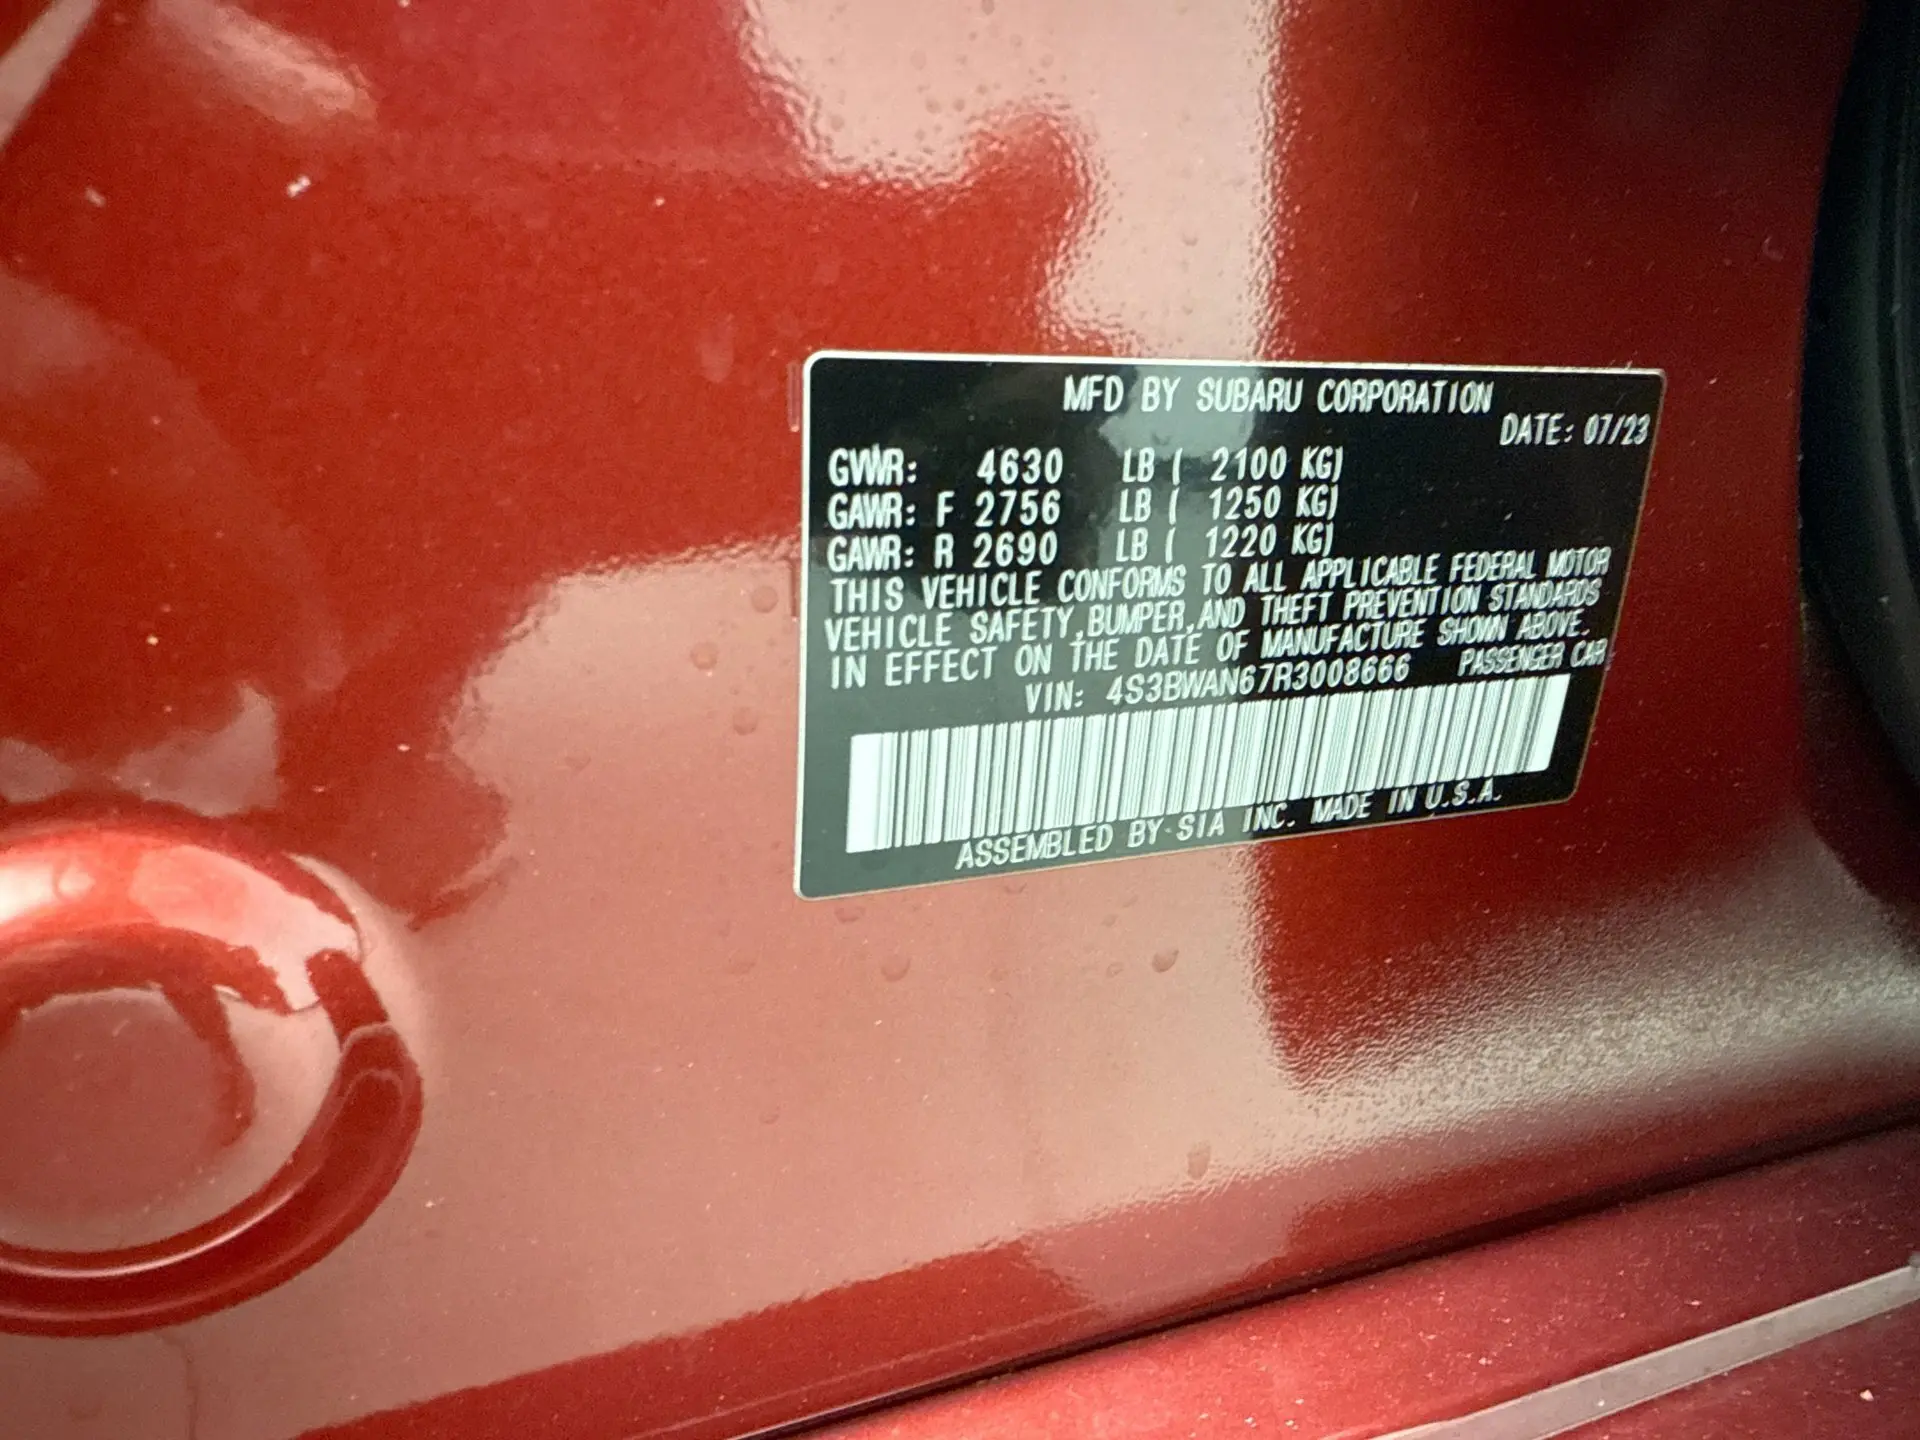 MFD BY SUBARU CORPORATION
DATE: 07/23
GVWR: 4630 LB ( 2100 KG)
GAWR: F 2756 LB ( 1250 KG)
GAWR: R 2690 LB ( 1220 KG)
THIS VEHICLE CONFORMS TO ALL APPLICABLE FEDERAL MOTOR
VEHICLE SAFETY,BUMPER,AND THEFT PREVENTION STANDARDS
IN EFFECT ON THE DATE OF MANUFACTURE SHOWN ABOVE.
VIN: 4S3BWAN67R3008666 PASSENGER CAR
ASSEMBLED BY SIA INC. MADE IN U.S.A.